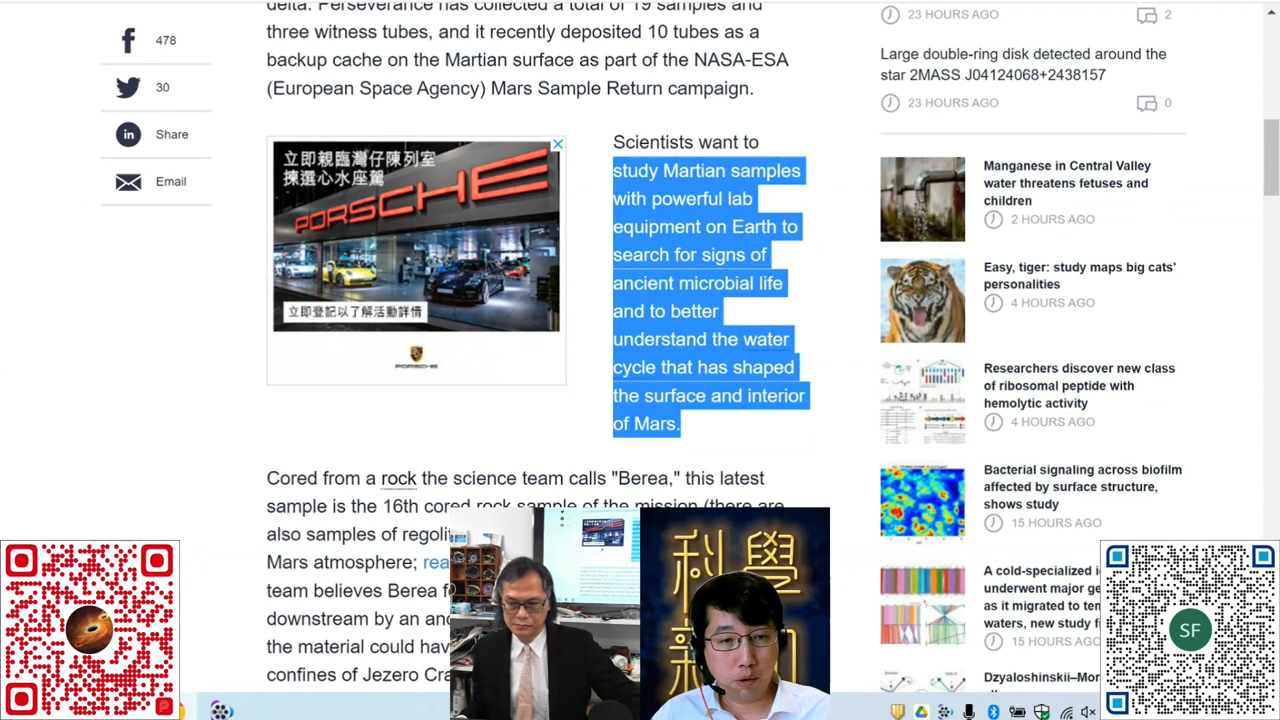 478
30
Share
Email
delta. Perseverance has collected a total of 19 samples and
three witness tubes, and it recently deposited 10 tubes as a
backup cache on the Martian surface as part of the NASA-ESA
(European Space Agency) Mars Sample Return campaign.
立即親臨灣仔陳列室
揀選心水座駕
PORSCHE
立即登記以了解活動詳情
PORSCHE
Scientists want to
study Martian samples
with powerful lab
equipment on Earth to
search for signs of
ancient microbial life
and to better
understand the water
cycle that has shaped
the surface and interior
of Mars.
Cored from a rock the science team calls "Berea," this latest
sample is the 16th cored rock sample of the mission (there are
also samples of regoli
Mars atmosphere; rea
team believes Berea f
downstream by an an
the material could hav
confines of Jezero Cra
科學
新
23 HOURS AGO
2
Large double-ring disk detected around the
star 2MASS J04124068+2438157
23 HOURS AGO
0
Manganese in Central Valley
water threatens fetuses and
children
2 HOURS AGO
Easy, tiger: study maps big cats'
personalities
4 HOURS AGO
Researchers discover new class
of ribosomal peptide with
hemolytic activity
4 HOURS AGO
Bacterial signaling across biofilm
affected by surface structure,
shows study
15 HOURS AGO
A cold-specialized
underwent major ge
as it migrated to ten
waters, new study fi
15 HOURS AGO
Dzyaloshinskii–Mor
SF